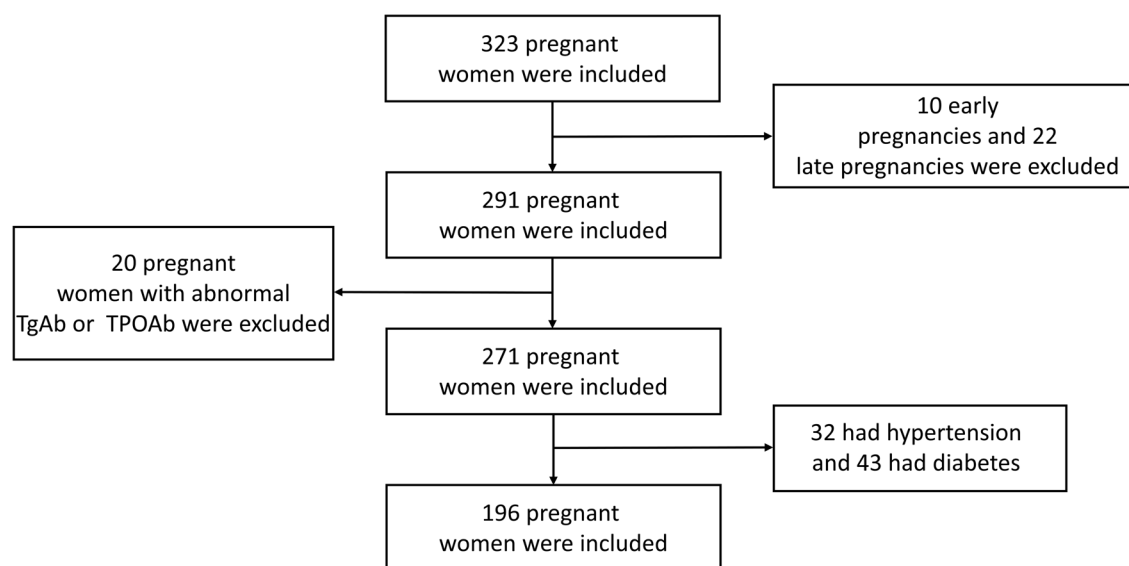 323 pregnant
women were included
10 early
pregnancies and 22
late pregnancies were excluded
291 pregnant
women were included
20 pregnant
women with abnormal
TgAb or  TPOAb were excluded
271 pregnant
women were included
32 had hypertension
and 43 had diabetes
196 pregnant
women were included